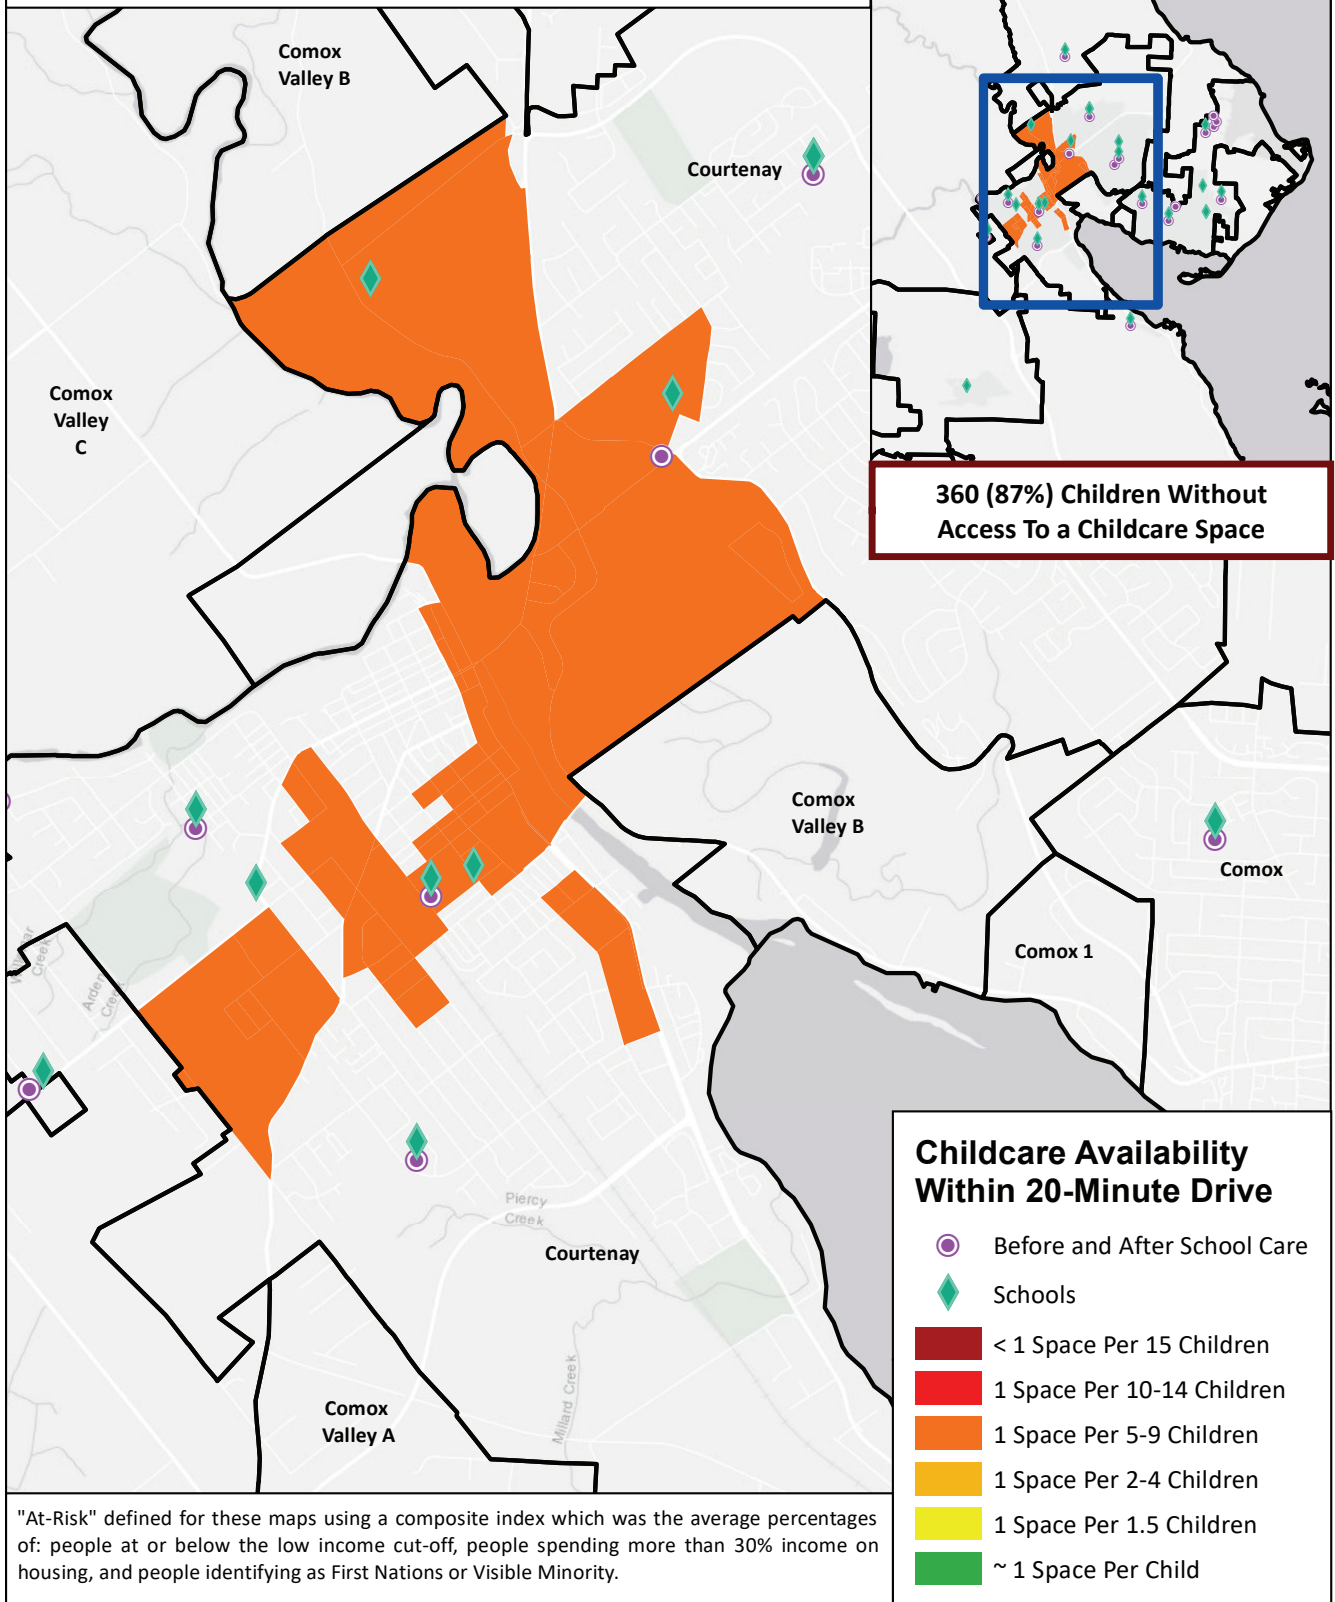 Comox
Valley B
Courtenay
Comox
Valley
C
360 (87%) Children Without
Access To a Childcare Space
Comox
Valley B
Comox
Comox 1
Creek
Arden
Creek
Piercy
Creek
Courtenay
Millard Creek
Comox
Valley A
Childcare Availability
Within 20-Minute Drive
Before and After School Care
Schools
< 1 Space Per 15 Children
1 Space Per 10-14 Children
1 Space Per 5-9 Children
1 Space Per 2-4 Children
1 Space Per 1.5 Children
~ 1 Space Per Child
"At-Risk" defined for these maps using a composite index which was the average percentages
of: people at or below the low income cut-off, people spending more than 30% income on
housing, and people identifying as First Nations or Visible Minority.